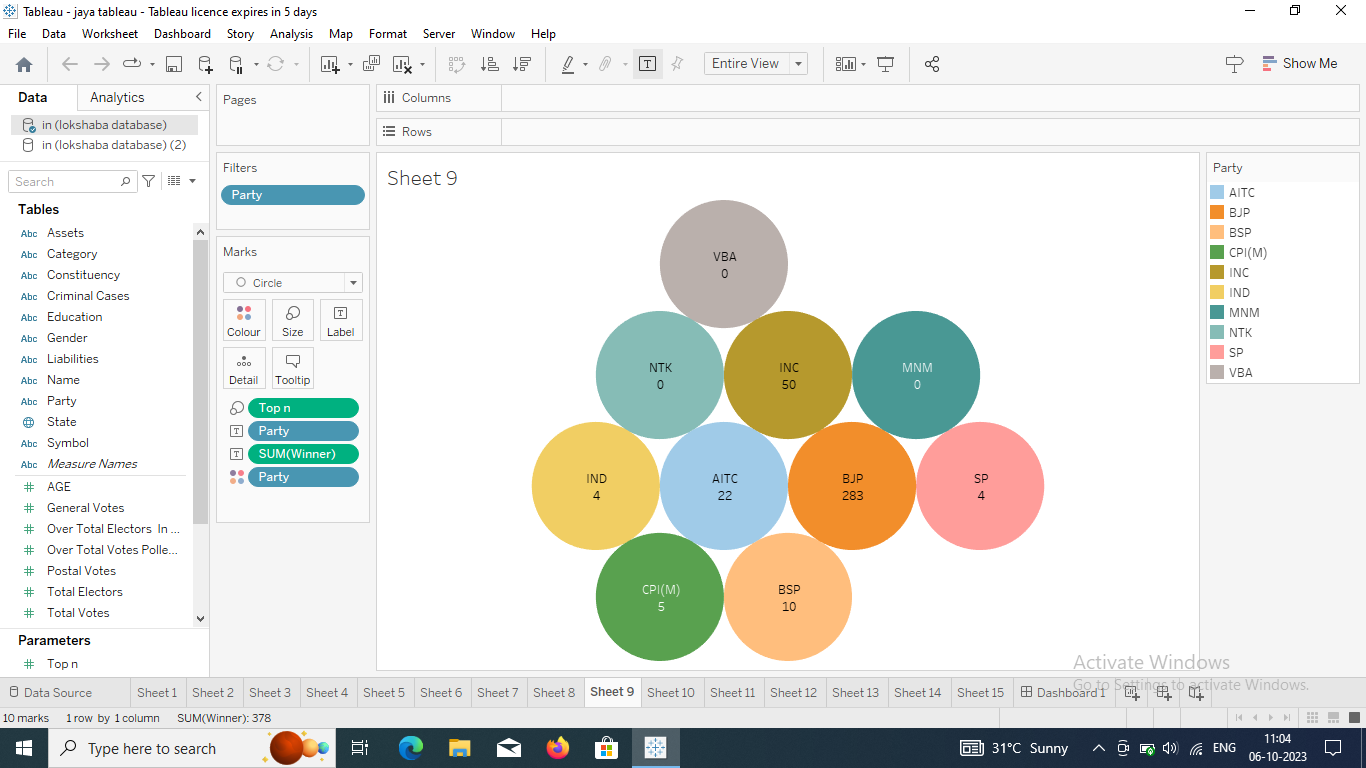 Tableau - jaya tableau - Tableau licence expires in 5 days
File Data Worksheet Dashboard Story Analysis Map Format Server Window Help
Entire View
Show Me
Data Analytics
in (lokshaba database)
in (lokshaba database) (2)
Search
Tables
Abc Assets
Abc Category
Abc Constituency
Abc Criminal Cases
Abc Education
Abc Gender
Abc Liabilities
Abc Name
Abc Party
State
Abc Symbol
Abc Measure Names
# AGE
# General Votes
# Over Total Electors In ...
# Over Total Votes Polle...
# Postal Votes
# Total Electors
# Total Votes
Parameters
# Top n
Pages
Filters
Party
Marks
Circle
Colour Size Label
Detail Tooltip
Top n
Party
SUM(Winner)
Party
Columns
Rows
Sheet 9
VBA
0
NTK
0
INC
50
MNM
0
IND
4
AITC
22
BJP
283
SP
4
CPI(M)
5
BSP
10
Party
AITC
BJP
BSP
CPI(M)
INC
IND
MNM
NTK
SP
VBA
Activate Windows
Go to Settings to activate Windows.
Data Source Sheet 1 Sheet 2 Sheet 3 Sheet 4 Sheet 5 Sheet 6 Sheet 7 Sheet 8 Sheet 9 Sheet 10 Sheet 11 Sheet 12 Sheet 13 Sheet 14 Sheet 15 Dashboard 1
10 marks 1 row by 1 column SUM(Winner): 378
Type here to search
31°C Sunny
ENG
11:04
06-10-2023